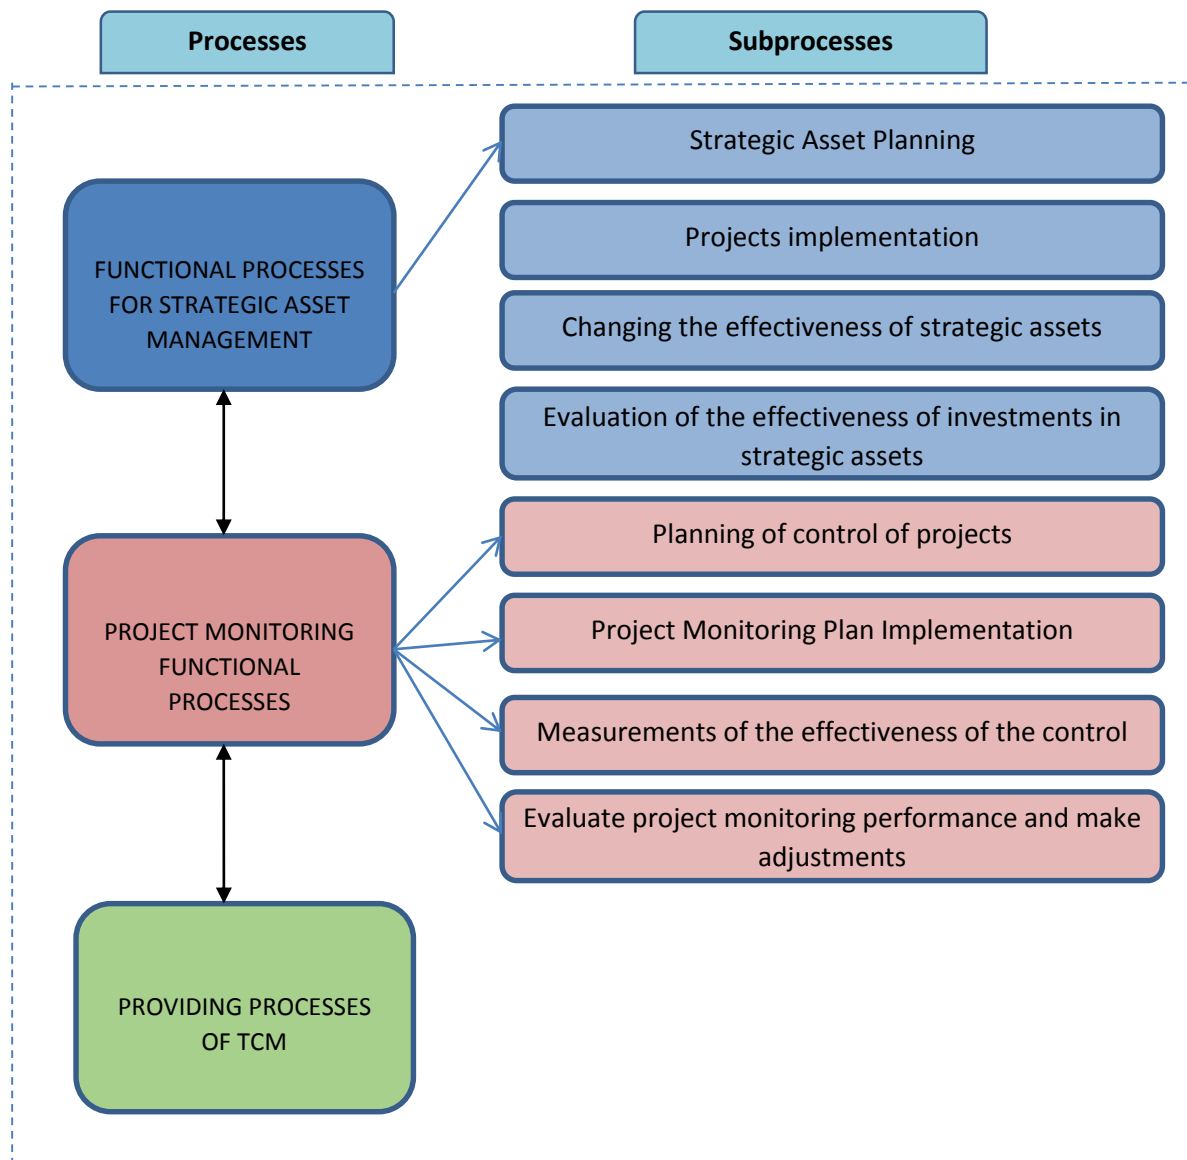 Processes
Subprocesses
Strategic Asset Planning
Projects implementation
Changing the effectiveness of strategic assets
Evaluation of the effectiveness of investments in
strategic assets
FUNCTIONAL PROCESSES
FOR STRATEGIC ASSET
MANAGEMENT
Planning of control of projects
Project Monitoring Plan Implementation
Measurements of the effectiveness of the control
Evaluate project monitoring performance and make
adjustments
PROJECT MONITORING
FUNCTIONAL
PROCESSES
PROVIDING PROCESSES
OF TCM